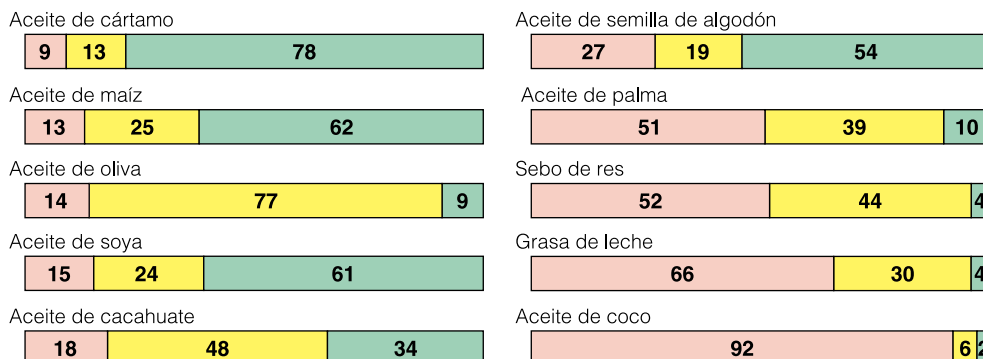 Aceite de cártamo
9 13 78
Aceite de maíz
13 25 62
Aceite de oliva
14 77 9
Aceite de soya
15 24 61
Aceite de cacahuate
18 48 34
Aceite de semilla de algodón
27 19 54
Aceite de palma
51 39 10
Sebo de res
52 44 4
Grasa de leche
66 30 4
Aceite de coco
92 6 2